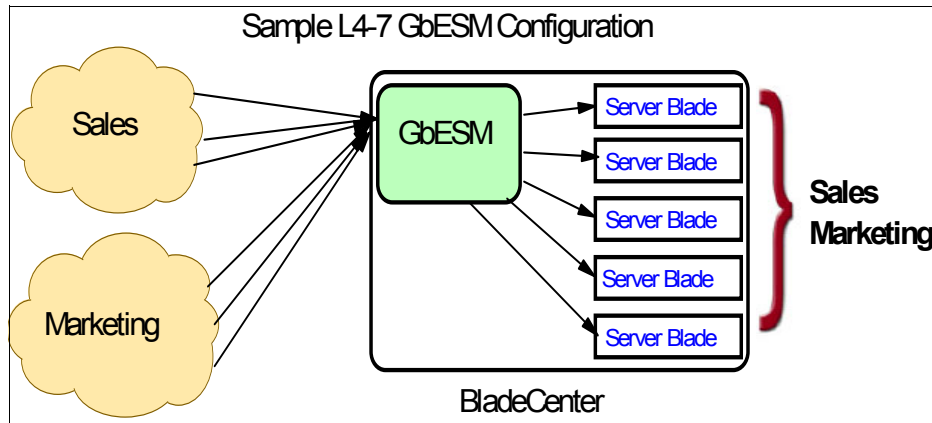 Sample L4-7 GbESM Configuration
Sales
Marketing
GbESM
Server Blade
Server Blade
Server Blade
Server Blade
Server Blade
Sales
Marketing
BladeCenter